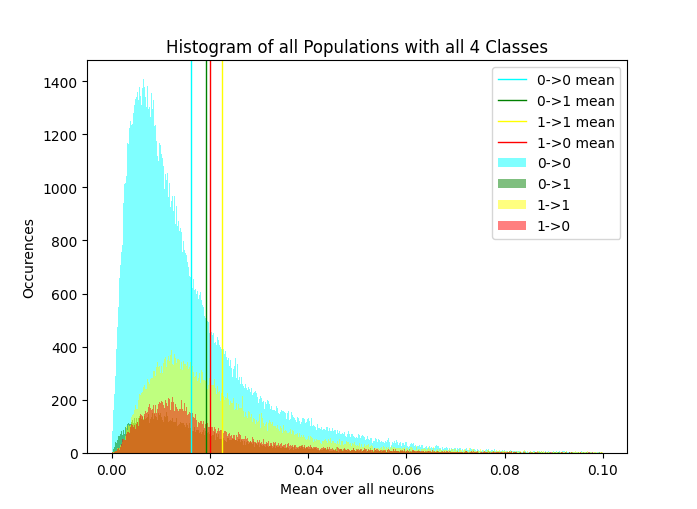 Histogram of all Populations with all 4 Classes
Occurences
1400
1200
1000
800
600
400
200
0
0.00
0.02
0.04
0.06
0.08
0.10
Mean over all neurons
0->0 mean
0->1 mean
1->1 mean
1->0 mean
0->0
0->1
1->1
1->0